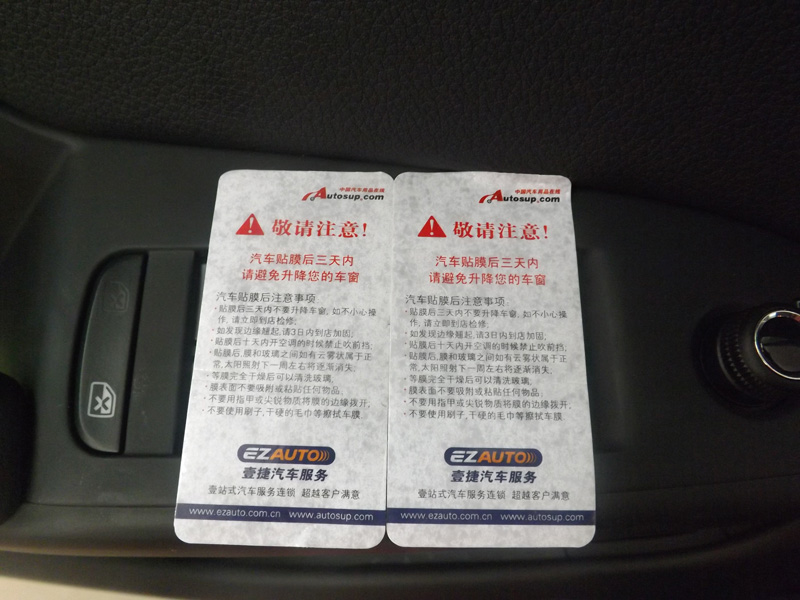 中国汽车用品在线
Autosup.com
敬请注意!
汽车贴膜后三天内
请避免升降您的车窗
汽车贴膜后注意事项:
·贴膜后三天内不要升降车窗,如不小心操
作,请立即到店检修;
·如发现边缘翘起,请3日内到店加固;
·贴膜后十天内开空调的时候禁止吹前挡;
·贴膜后,膜和玻璃之间如有云雾状属于正
常,太阳照射下一周左右将逐渐消失;
·等膜完全干燥后可以清洗玻璃;
·膜表面不要吸附或粘贴任何物品;
·不要用指甲或尖锐物质将膜的边缘拨开;
·不要使用刷子,干硬的毛巾等擦拭车膜.
EZAUTO
壹捷汽车服务
壹站式汽车服务连锁 超越客户满意
www.ezauto.com.cn www.autosup.com
中国汽车用品在线
Autosup.com
敬请注意!
汽车贴膜后三天内
请避免升降您的车窗
汽车贴膜后注意事项:
·贴膜后三天内不要升降车窗,如不小心操
作,请立即到店检修;
·如发现边缘翘起,请3日内到店加固;
·贴膜后十天内开空调的时候禁止吹前挡;
·贴膜后,膜和玻璃之间如有云雾状属于正
常,太阳照射下一周左右将逐渐消失;
·等膜完全干燥后可以清洗玻璃;
·膜表面不要吸附或粘贴任何物品;
·不要用指甲或尖锐物质将膜的边缘拨开;
·不要使用刷子,干硬的毛巾等擦拭车膜.
EZAUTO
壹捷汽车服务
壹站式汽车服务连锁 超越客户满意
www.ezauto.com.cn www.autosup.com